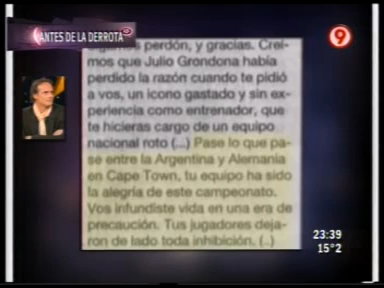 ANTES DE LA DERROTA
9
digamos perdón, y gracias. Creí-
mos que Julio Grondona había
perdido la razón cuando te pidió
a vos, un icono gastado y sin ex-
periencia como entrenador, que
te hicieras cargo de un equipo
nacional roto (...) Pase lo que pa-
se entre la Argentina y Alemania
en Cape Town, tu equipo ha sido
la alegría de este campeonato.
Vos infundiste vida en una era de
precaución. Tus jugadores deja-
ron de lado toda inhibición. (..)
23:39
15°2